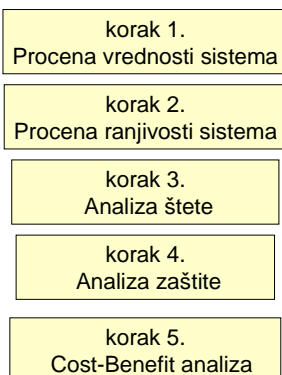 korak 1.
Procena vrednosti sistema
korak 2.
Procena ranjivosti sistema
korak 3.
Analiza štete
korak 4.
Analiza zaštite
korak 5.
Cost-Benefit analiza